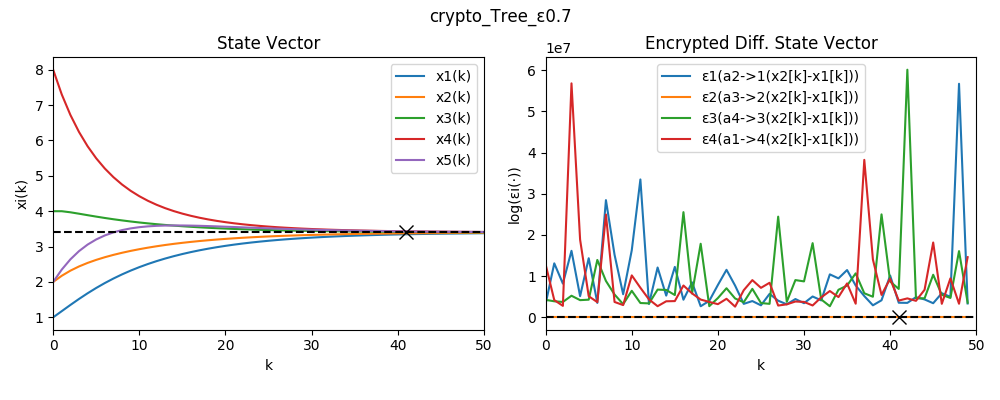 crypto_Tree_ε0.7
State Vector
8
7
6
5
4
3
2
1
0
10
20
30
40
50
xi(k)
k
x1(k)
x2(k)
x3(k)
x4(k)
x5(k)
Encrypted Diff. State Vector
1e7
6
5
4
3
2
1
0
0
10
20
30
40
50
log(εi(·))
k
ε1(a2->1(x2[k]-x1[k]))
ε2(a3->2(x2[k]-x1[k]))
ε3(a4->3(x2[k]-x1[k]))
ε4(a1->4(x2[k]-x1[k]))